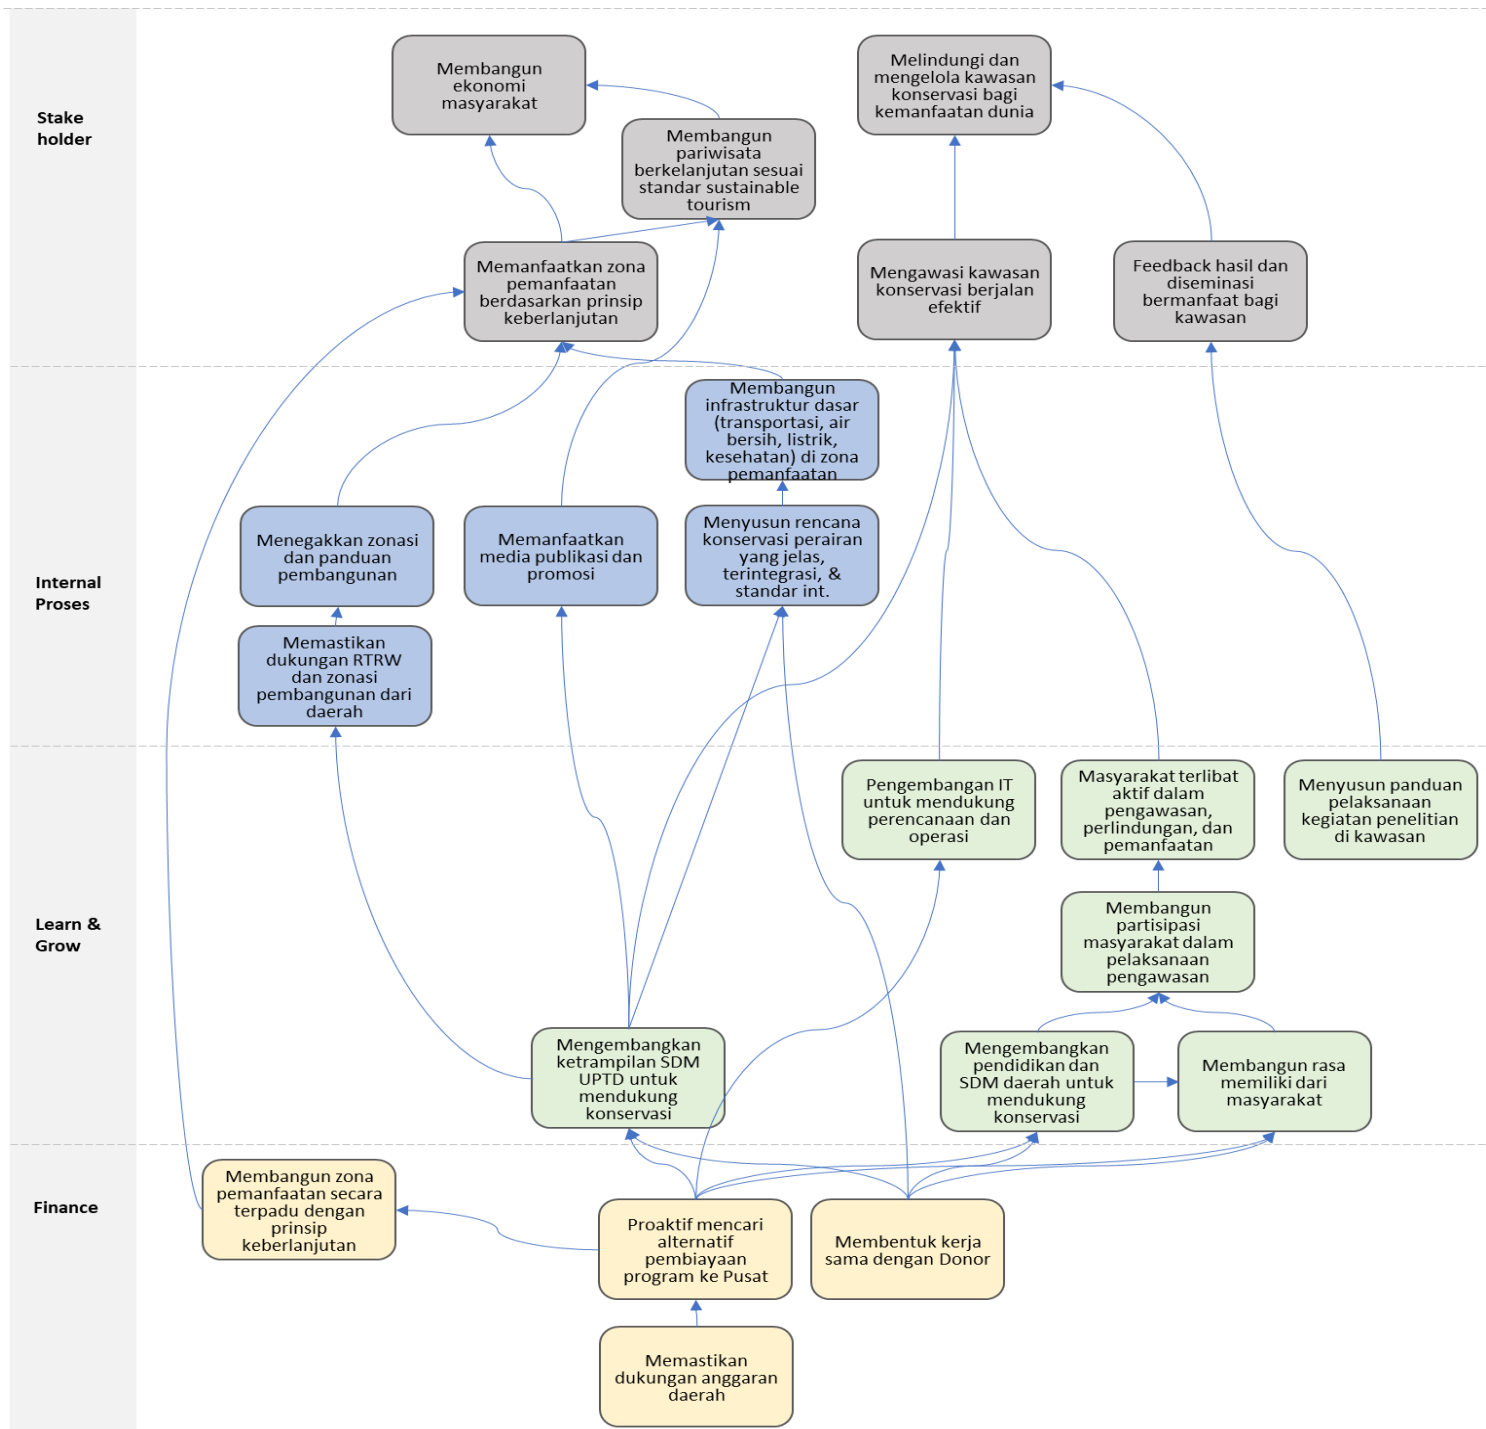 Stake
holder
Membangun
ekonomi
masyarakat
Membangun
pariwisata
berkelanjutan sesuai
standar sustainable
tourism
Melindungi dan
mengelola kawasan
konservasi bagi
kemanfaatan dunia
Memanfaatkan zona
pemanfaatan
berdasarkan prinsip
keberlanjutan
Mengawasi kawasan
konservasi berjalan
efektif
Feedback hasil dan
diseminasi
bermanfaat bagi
kawasan
Internal
Proses
Membangun
infrastruktur dasar
(transportasi, air
bersih, listrik,
kesehatan) di zona
pemanfaatan
Menegakkan zonasi
dan panduan
pembangunan
Memanfaatkan
media publikasi dan
promosi
Menyusun rencana
konservasi perairan
yang jelas,
terintegrasi, &
standar int.
Memastikan
dukungan RTRW
dan zonasi
pembangunan dari
daerah
Learn &
Grow
Pengembangan IT
untuk mendukung
perencanaan dan
operasi
Masyarakat terlibat
aktif dalam
pengawasan,
perlindungan, dan
pemanfaatan
Menyusun panduan
pelaksanaan
kegiatan penelitian
di kawasan
Membangun
partisipasi
masyarakat dalam
pelaksanaan
pengawasan
Mengembangkan
ketrampilan SDM
UPTD untuk
mendukung
konservasi
Mengembangkan
pendidikan dan
SDM daerah untuk
mendukung
konservasi
Membangun rasa
memiliki dari
masyarakat
Finance
Membangun zona
pemanfaatan secara
terpadu dengan
prinsip
keberlanjutan
Proaktif mencari
alternatif
pembiayaan
program ke Pusat
Membentuk kerja
sama dengan Donor
Memastikan
dukungan anggaran
daerah